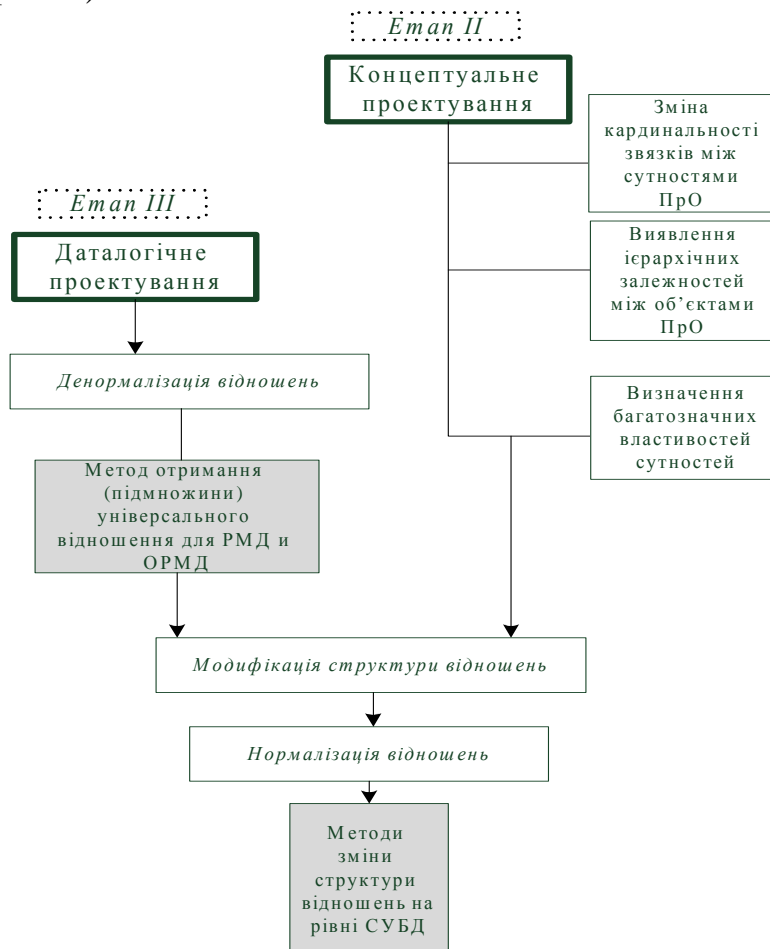 Етап II
Концептуальне
проектування
Зміна
кардинальності
звязків між
сутностями
ПрО
Етап III
Даталогічне
проектування
Виявлення
ієрархічних
залежностей
між об’єктами
ПрО
Денормалізація відношень
Визначення
багатозначних
властивостей
сутностей
Метод отримання
(підмножини)
універсального
відношення для РМД и
ОРМД
Модифікація структури відношень
Нормалізація відношень
Методи
зміни
структури
відношень на
рівні СУБД